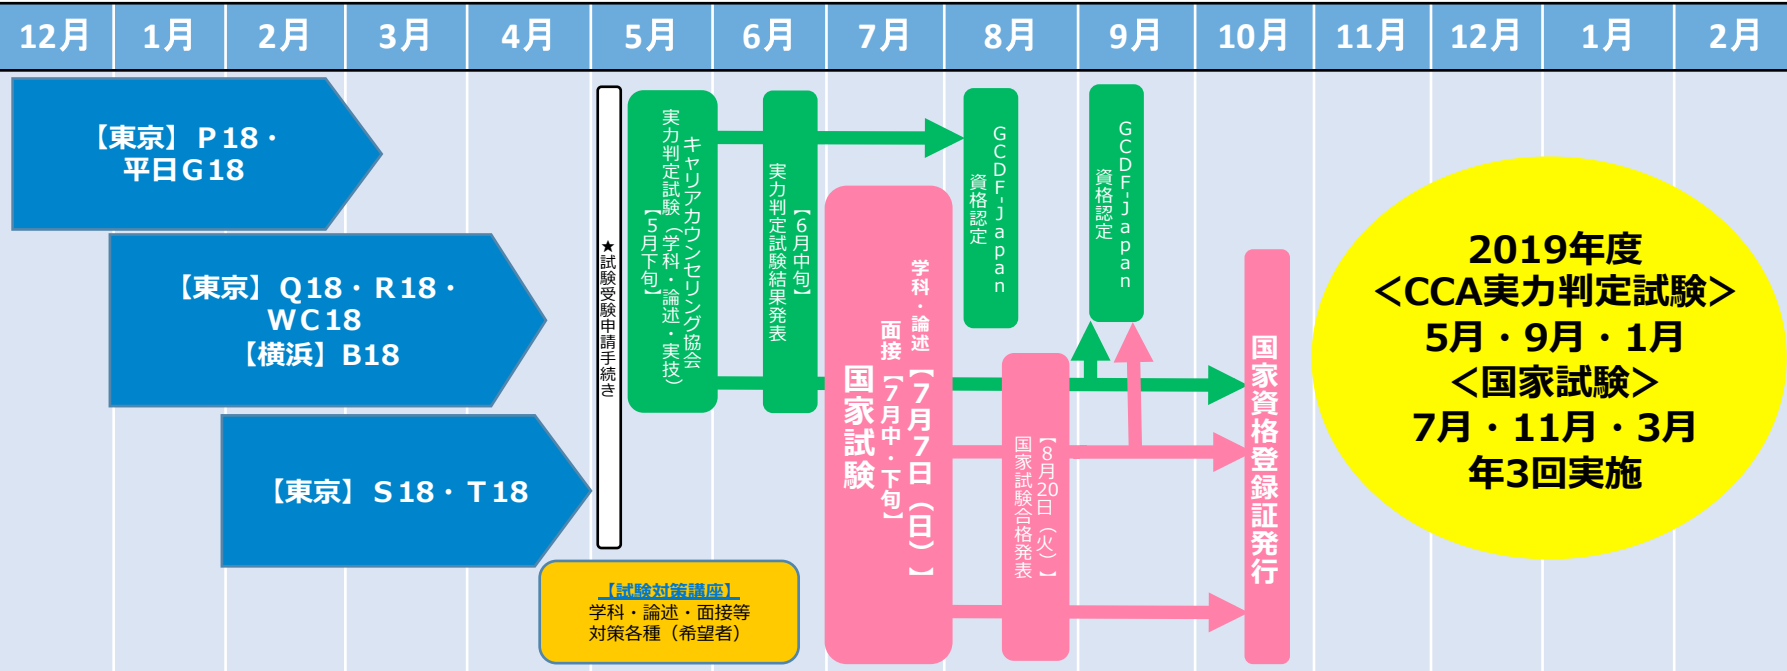 12月 1月 2月 3月 4月 5月 6月 7月 8月 9月 10月 11月 12月 1月 2月
【東京】Ｐ18・
平日Ｇ18
【東京】Ｑ18・Ｒ18・
ＷＣ18
【横浜】Ｂ18
【東京】Ｓ18・Ｔ18
★試験受験申請手続き
キャリアカウンセリング協会
実力判定試験（学科・論述・実技）
【5月下旬】
【6月中旬】
実力判定試験結果発表
【試験対策講座】
学科・論述・面接等
対策各種（希望者）
学科・論述【7月7日（日）】
面接【7月中・下旬】
国家試験
GCDF-Japan
資格認定
【8月20日（火）】
国家試験合格発表
GCDF-Japan
資格認定
国家資格登録証発行
2019年度
＜CCA実力判定試験＞
5月・9月・1月
＜国家試験＞
7月・11月・3月
年3回実施